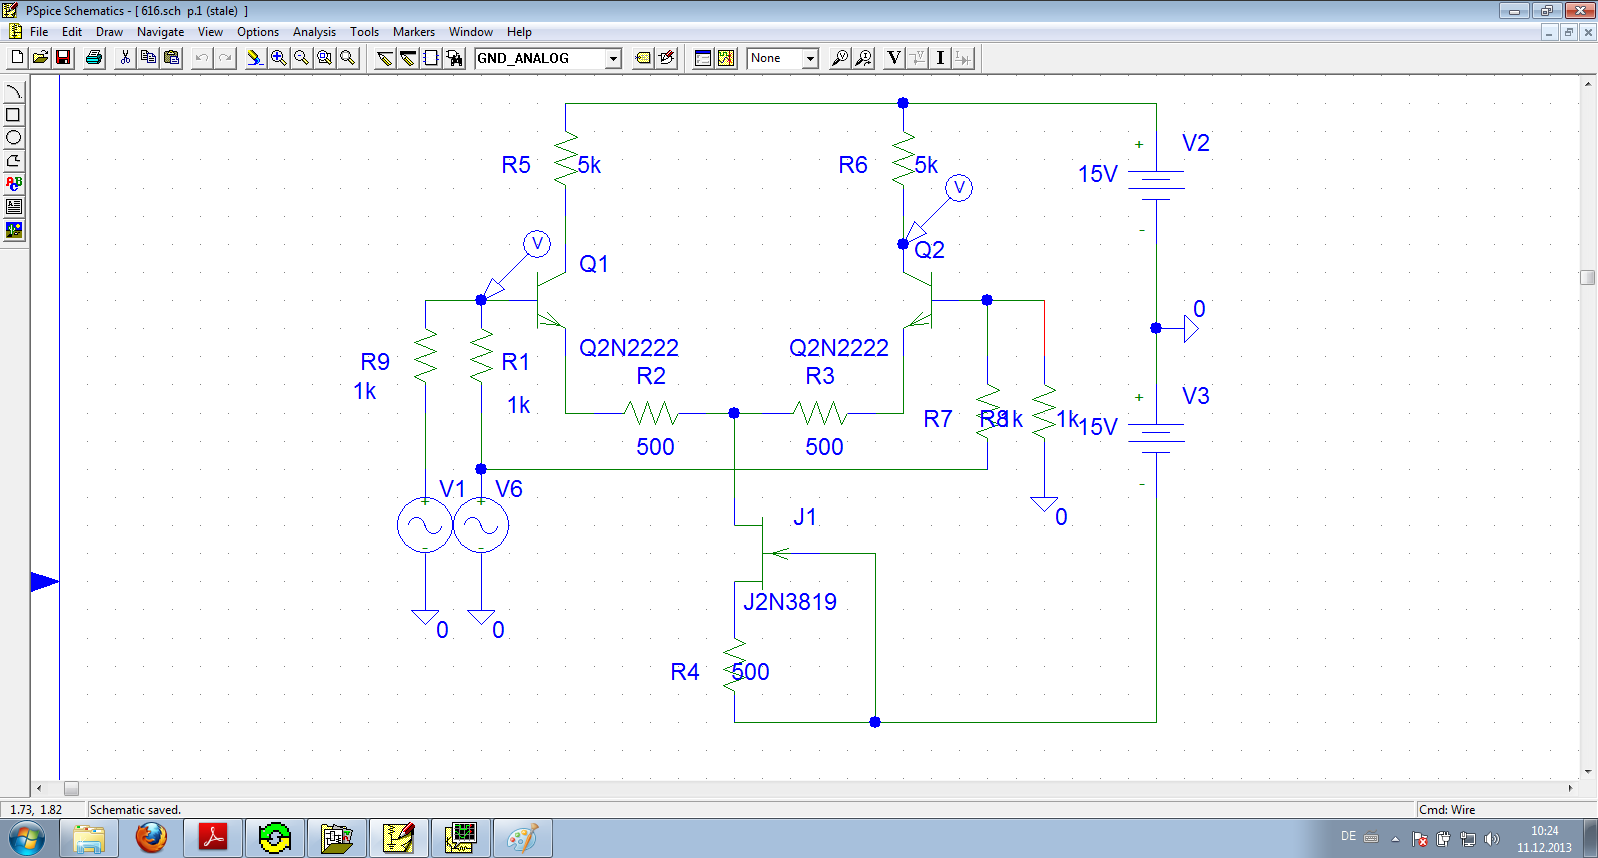 PSpice Schematics - [ 616.sch  p.1 (stale)  ]
File Edit Draw Navigate View Options Analysis Tools Markers Window Help
GND_ANALOG
None
V
I
ABC
R5
5k
R6
5k
V2
15V
+
-
V
V
Q1
Q2
Q2N2222
Q2N2222
0
R9
1k
R1
1k
R2
500
R3
500
R7
1k
R8
1k
V3
15V
+
-
V1
V6
+
-
+
-
0
0
0
J1
J2N3819
R4
500
1.73, 1.82
Schematic saved.
Cmd: Wire
DE
10:24
11.12.2013